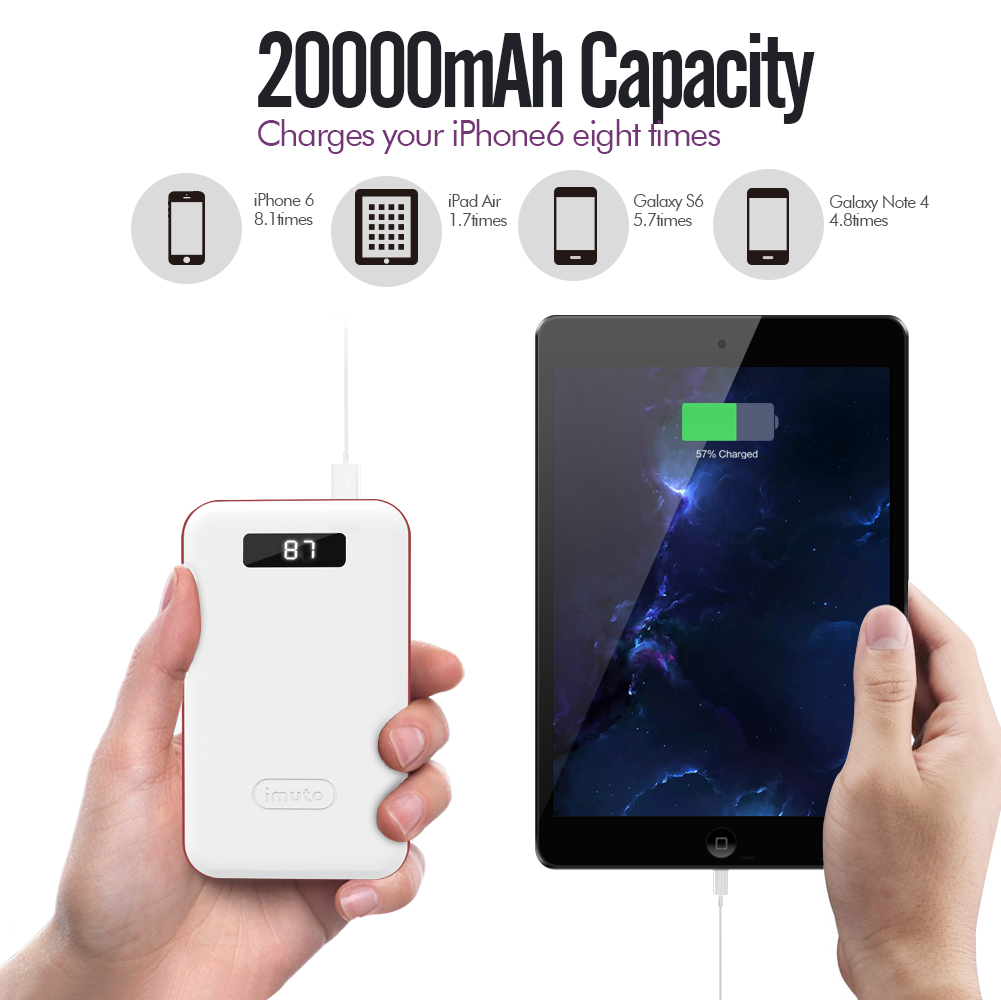 20000mAh Capacity
Charges your iPhone6 eight times
iPhone 6
8.1times
iPad Air
1.7times
Galaxy S6
5.7times
Galaxy Note 4
4.8times
57% Charged
87
imuto